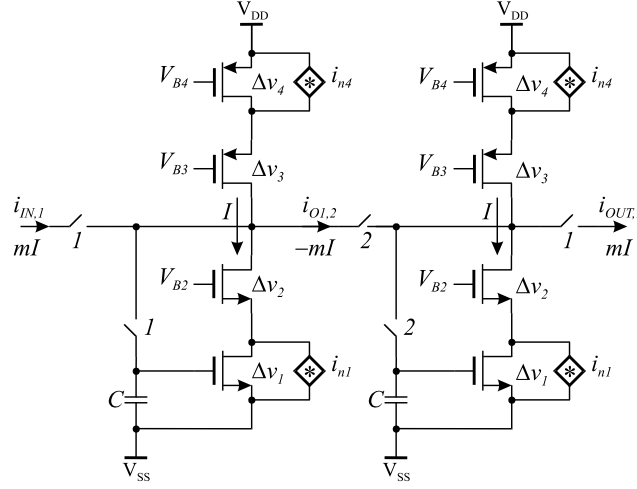 V_DD V_DD
V_B4 Δv_4 i_n4 V_B4 Δv_4 i_n4
V_B3 Δv_3 V_B3 Δv_3
i_IN,1 I i_O1,2 I i_OUT,
mI 1 −mI 2 1 mI
V_B2 Δv_2 V_B2 Δv_2
1 2
C Δv_1 i_n1 C Δv_1 i_n1
V_SS V_SS